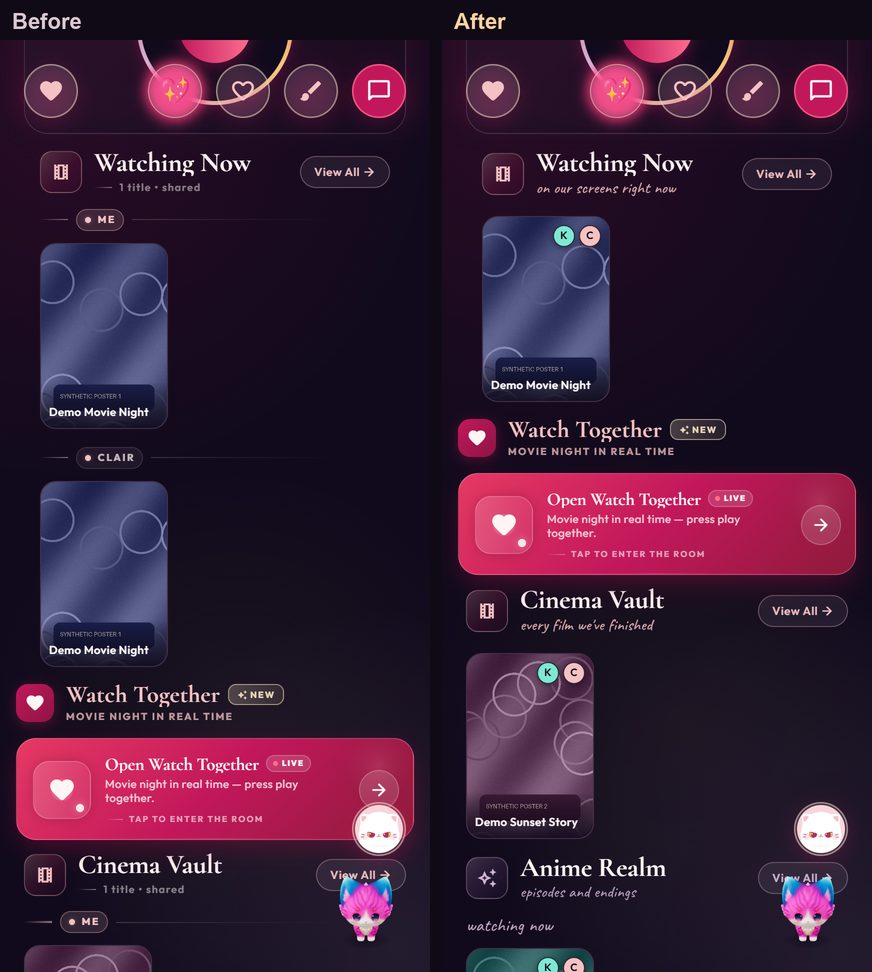 Before
Watching Now
1 title • shared
View All →
ME
SYNTHETIC POSTER 1
Demo Movie Night
CLAIR
SYNTHETIC POSTER 1
Demo Movie Night
Watch Together
NEW
MOVIE NIGHT IN REAL TIME
Open Watch Together
LIVE
Movie night in real time — press play
together.
TAP TO ENTER THE ROOM
Cinema Vault
1 title • shared
View All →
ME
After
Watching Now
on our screens right now
View All →
K C
SYNTHETIC POSTER 1
Demo Movie Night
Watch Together
NEW
MOVIE NIGHT IN REAL TIME
Open Watch Together
LIVE
Movie night in real time — press play
together.
TAP TO ENTER THE ROOM
Cinema Vault
every film we've finished
View All →
K C
SYNTHETIC POSTER 2
Demo Sunset Story
Anime Realm
episodes and endings
View All →
watching now
K C